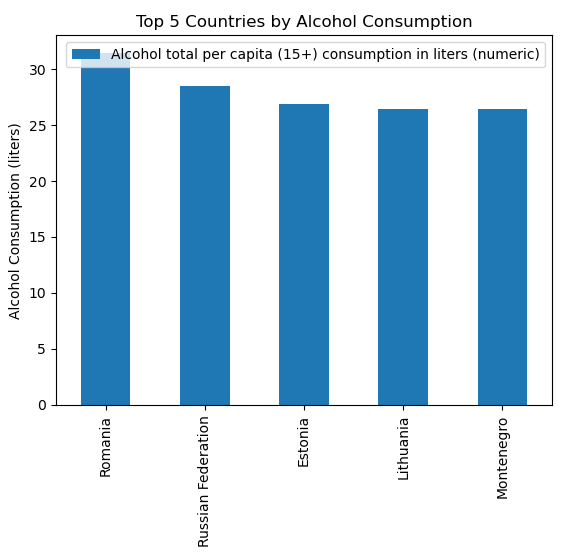 Top 5 Countries by Alcohol Consumption
Alcohol total per capita (15+) consumption in liters (numeric)
Alcohol Consumption (liters)
30
25
20
15
10
5
0
Romania
Russian Federation
Estonia
Lithuania
Montenegro